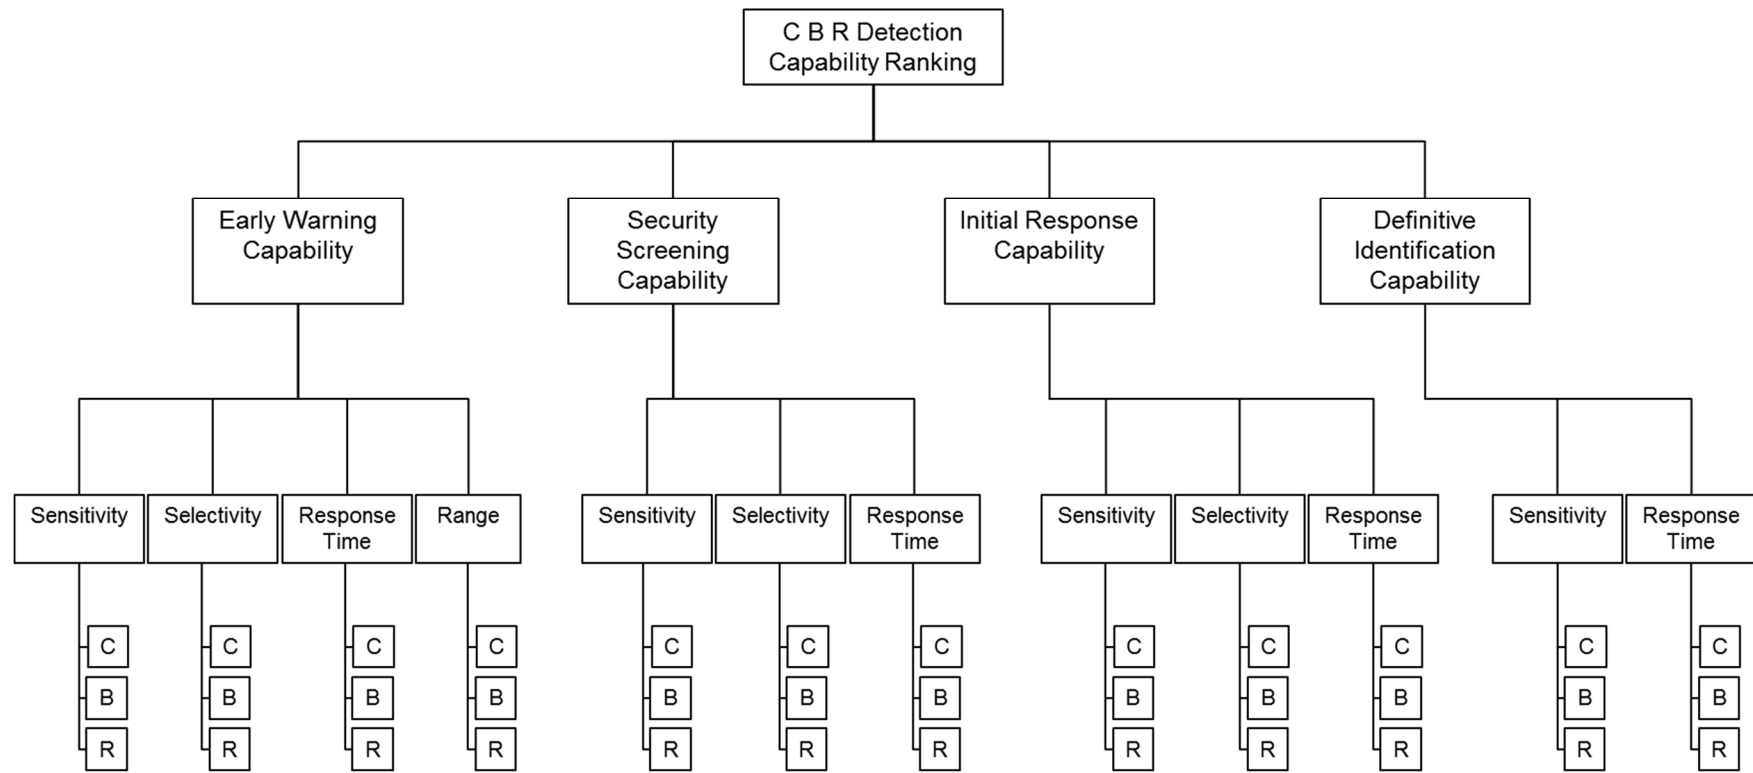 C B R Detection
Capability Ranking
Early Warning
Capability
Security
Screening
Capability
Initial Response
Capability
Definitive
Identification
Capability
Sensitivity
Selectivity
Response
Time
Range
Sensitivity
Selectivity
Response
Time
Sensitivity
Selectivity
Response
Time
Sensitivity
Response
Time
C
C
C
C
C
C
C
C
C
C
C
C
B
B
B
B
B
B
B
B
B
B
B
B
R
R
R
R
R
R
R
R
R
R
R
R